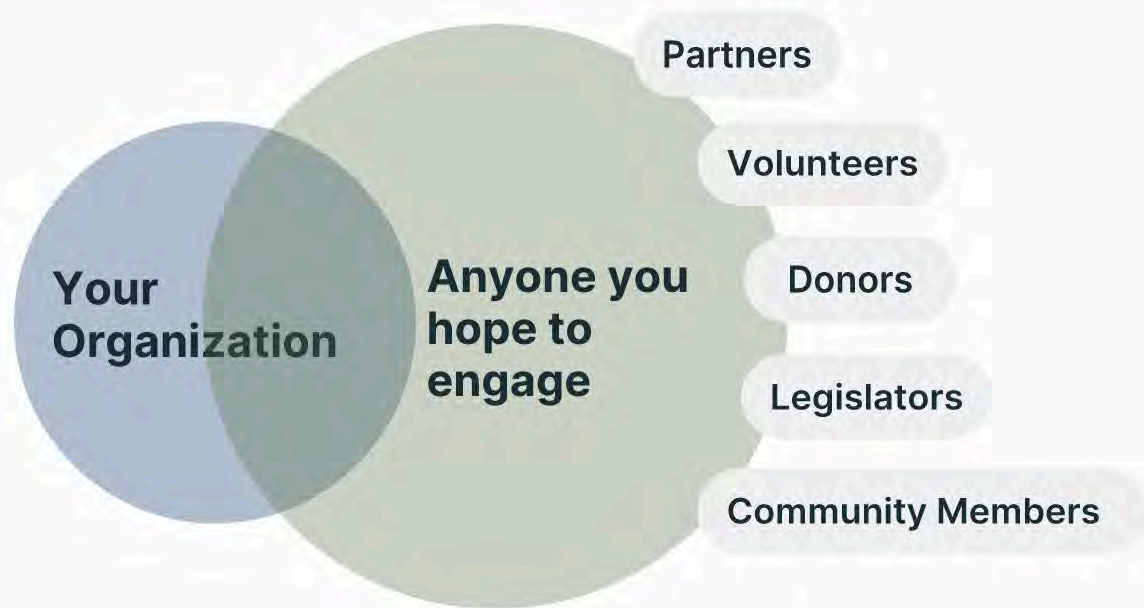 Partners
Volunteers
Your
Organization
Anyone you
hope to
engage
Donors
Legislators
Community Members